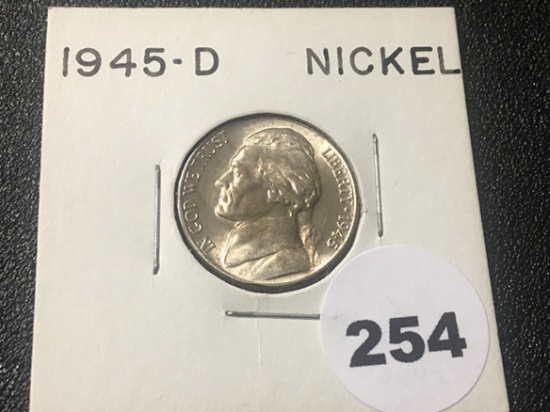 1945-D NICKEL
IN GOD WE TRUST
LIBERTY 1945
254